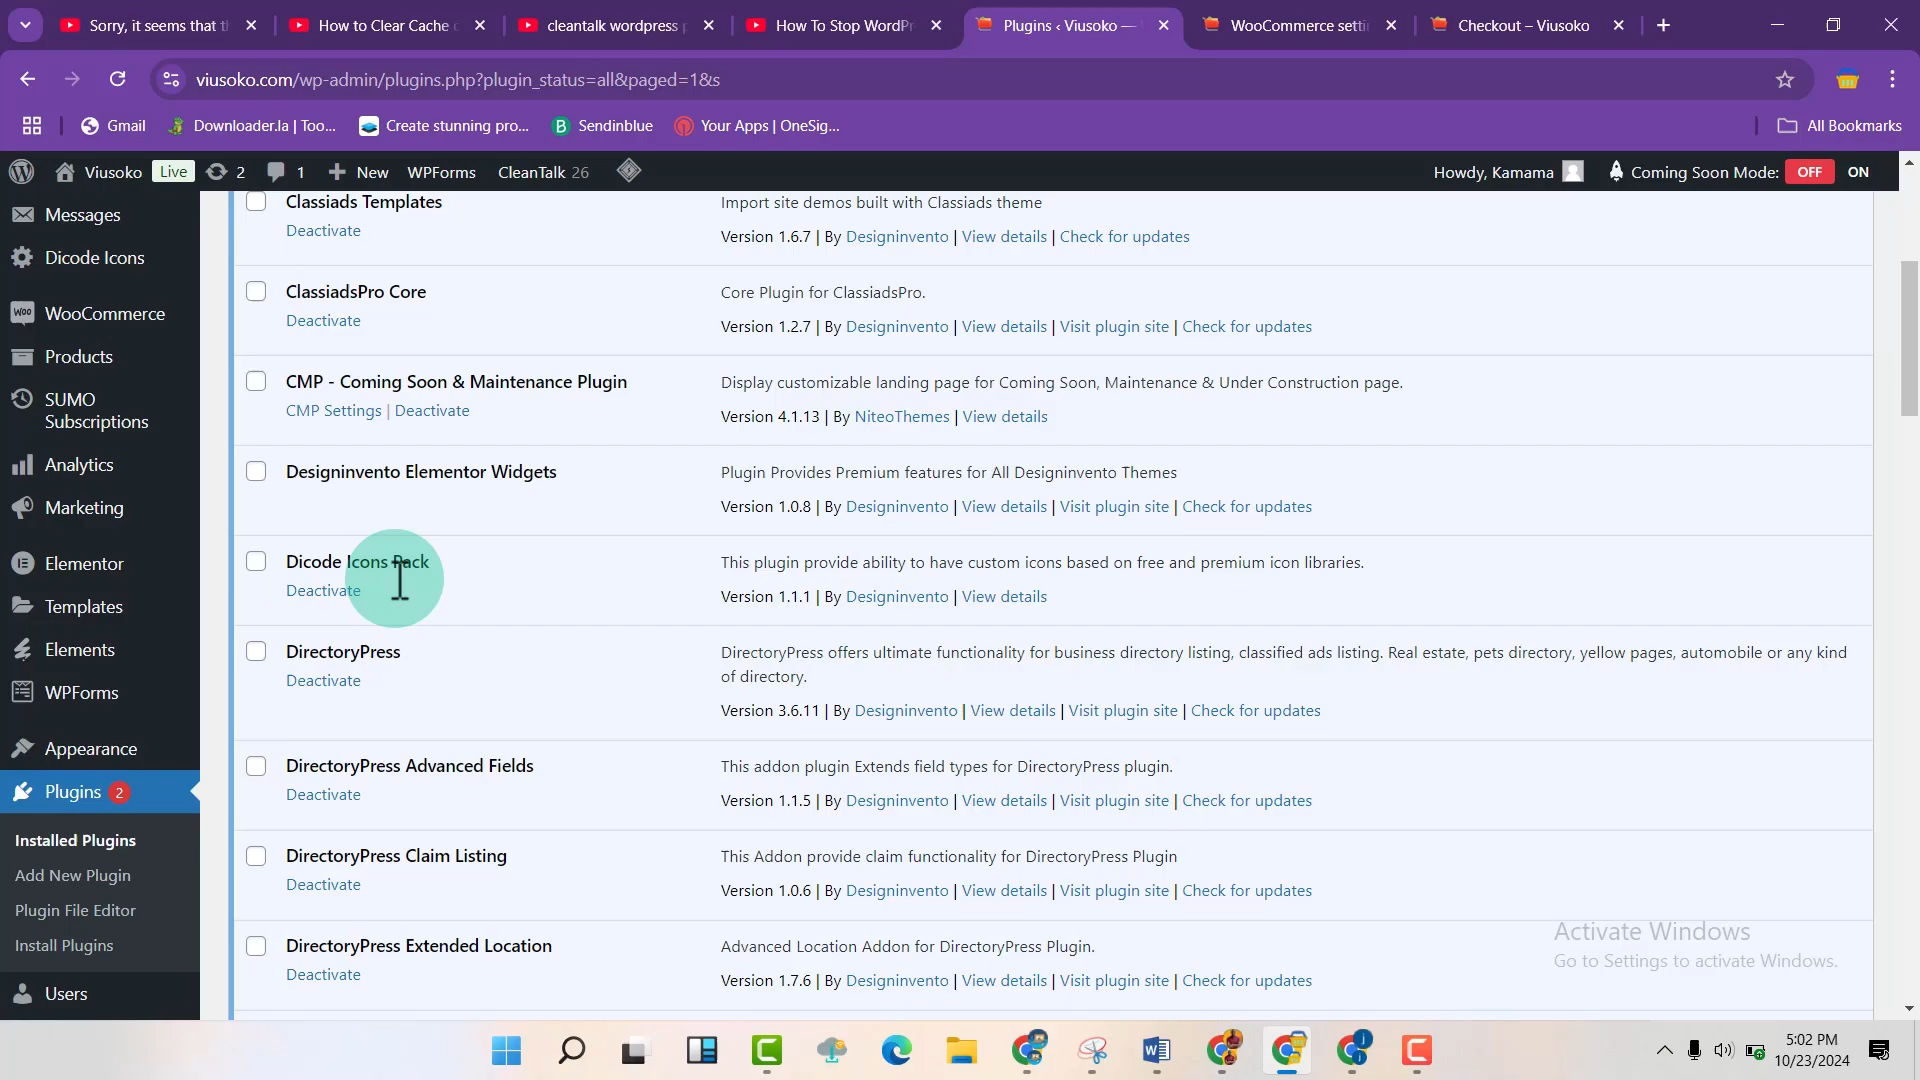 Sorry, it seems that th
How to Clear Cache o
cleantalk wordpress p
How To Stop WordPr
Plugins ‹ Viusoko —
WooCommerce setti
Checkout – Viusoko
viusoko.com/wp-admin/plugins.php?plugin_status=all&paged=1&s
Gmail
Downloader.la | Too...
Create stunning pro...
Sendinblue
Your Apps | OneSig...
All Bookmarks
Viusoko Live 2 1 New WPForms CleanTalk 26
Howdy, Kamama
Coming Soon Mode: OFF ON
Messages
Dicode Icons
WooCommerce
Products
SUMO
Subscriptions
Analytics
Marketing
Elementor
Templates
Elements
WPForms
Appearance
Plugins 2
Installed Plugins
Add New Plugin
Plugin File Editor
Install Plugins
Users
Classiads Templates
Deactivate
Import site demos built with Classiads theme
Version 1.6.7 | By Designinvento | View details | Check for updates
ClassiadsPro Core
Deactivate
Core Plugin for ClassiadsPro.
Version 1.2.7 | By Designinvento | View details | Visit plugin site | Check for updates
CMP - Coming Soon & Maintenance Plugin
CMP Settings | Deactivate
Display customizable landing page for Coming Soon, Maintenance & Under Construction page.
Version 4.1.13 | By NiteoThemes | View details
Designinvento Elementor Widgets
Plugin Provides Premium features for All Designinvento Themes
Version 1.0.8 | By Designinvento | View details | Visit plugin site | Check for updates
Dicode Icons Pack
Deactivate
This plugin provide ability to have custom icons based on free and premium icon libraries.
Version 1.1.1 | By Designinvento | View details
DirectoryPress
Deactivate
DirectoryPress offers ultimate functionality for business directory listing, classified ads listing. Real estate, pets directory, yellow pages, automobile or any kind
of directory.
Version 3.6.11 | By Designinvento | View details | Visit plugin site | Check for updates
DirectoryPress Advanced Fields
Deactivate
This addon plugin Extends field types for DirectoryPress plugin.
Version 1.1.5 | By Designinvento | View details | Visit plugin site | Check for updates
DirectoryPress Claim Listing
Deactivate
This Addon provide claim functionality for DirectoryPress Plugin
Version 1.0.6 | By Designinvento | View details | Visit plugin site | Check for updates
DirectoryPress Extended Location
Deactivate
Advanced Location Addon for DirectoryPress Plugin.
Version 1.7.6 | By Designinvento | View details | Visit plugin site | Check for updates
Activate Windows
Go to Settings to activate Windows.
5:02 PM
10/23/2024